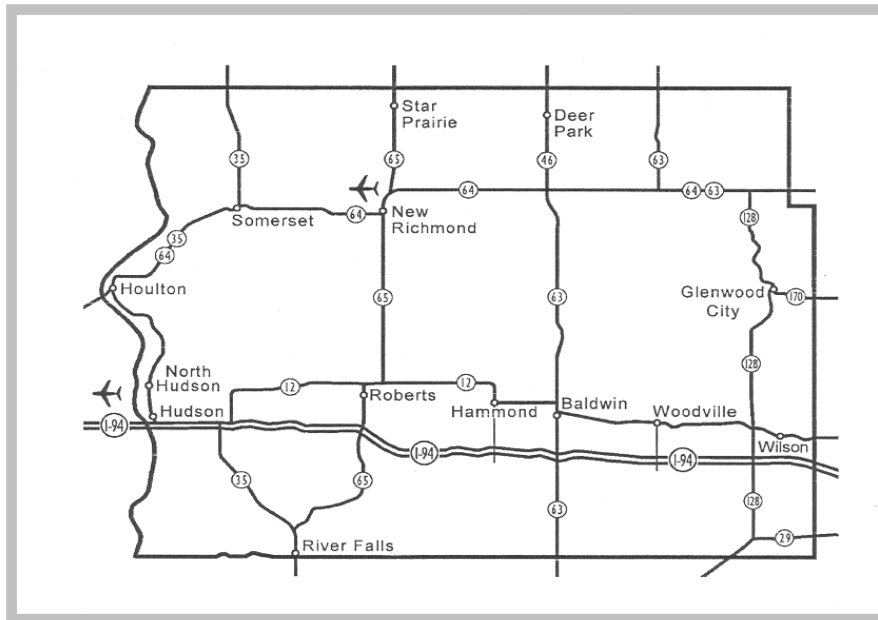 Star
Prairie
Deer
Park
35
65
46
63
64
64 63
Somerset
64
New
Richmond
128
35
64
Houlton
65
63
Glenwood
City
170
North
Hudson
12
12
128
Roberts
Hammond
Baldwin
Hudson
Woodville
Wilson
I-94
I-94
I-94
35
65
63
128
29
River Falls